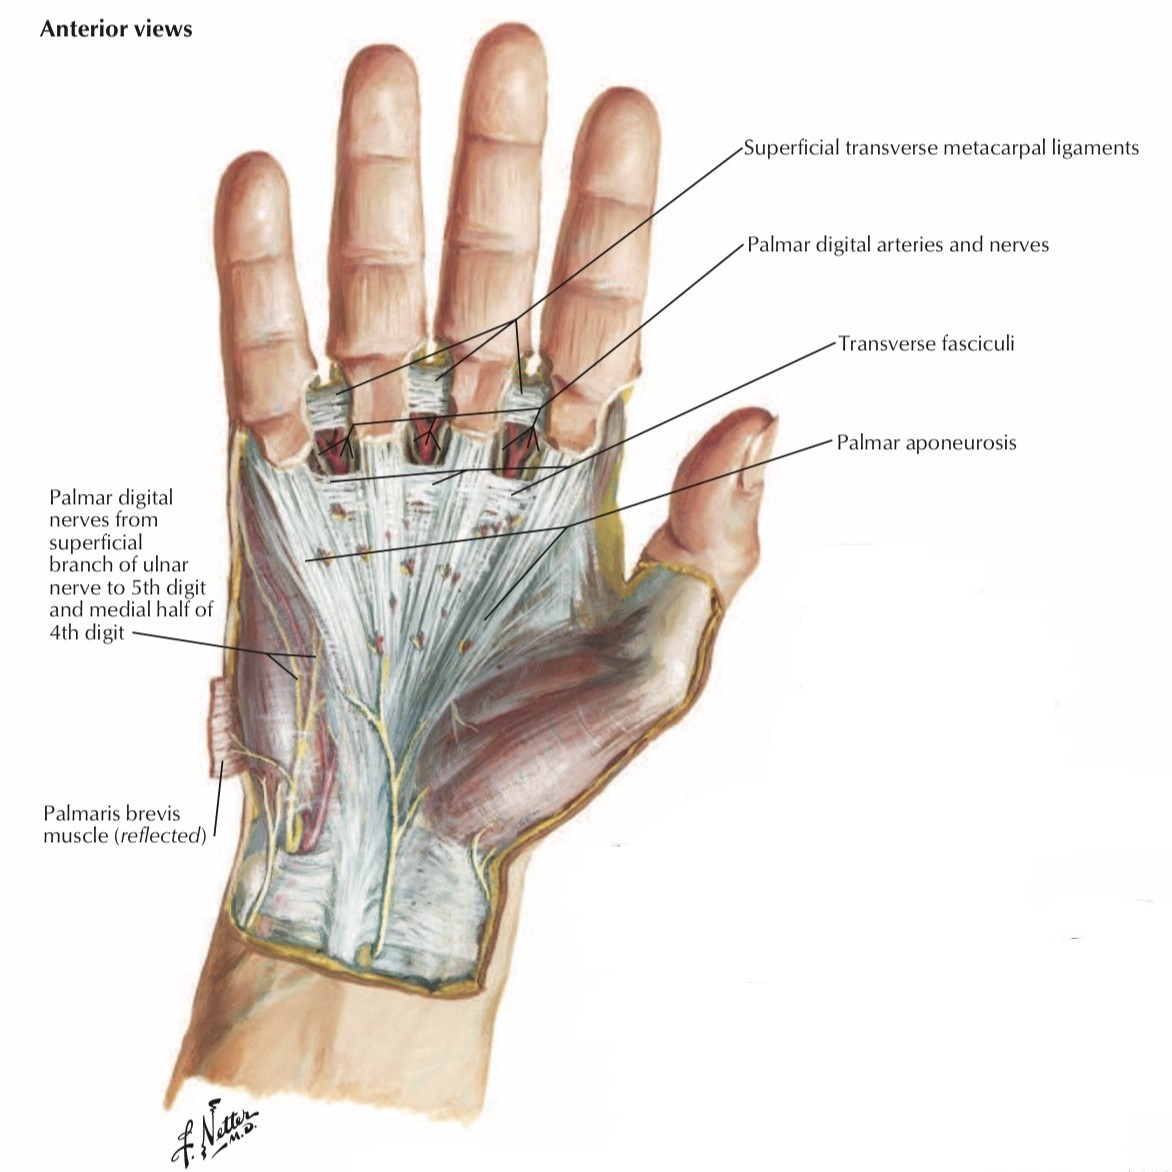 Anterior views
Superficial transverse metacarpal ligaments
Palmar digital arteries and nerves
Transverse fasciculi
Palmar aponeurosis
Palmar digital
nerves from
superficial
branch of ulnar
nerve to 5th digit
and medial half of
4th digit
Palmaris brevis
muscle (reflected)
F. Netter
M.D.